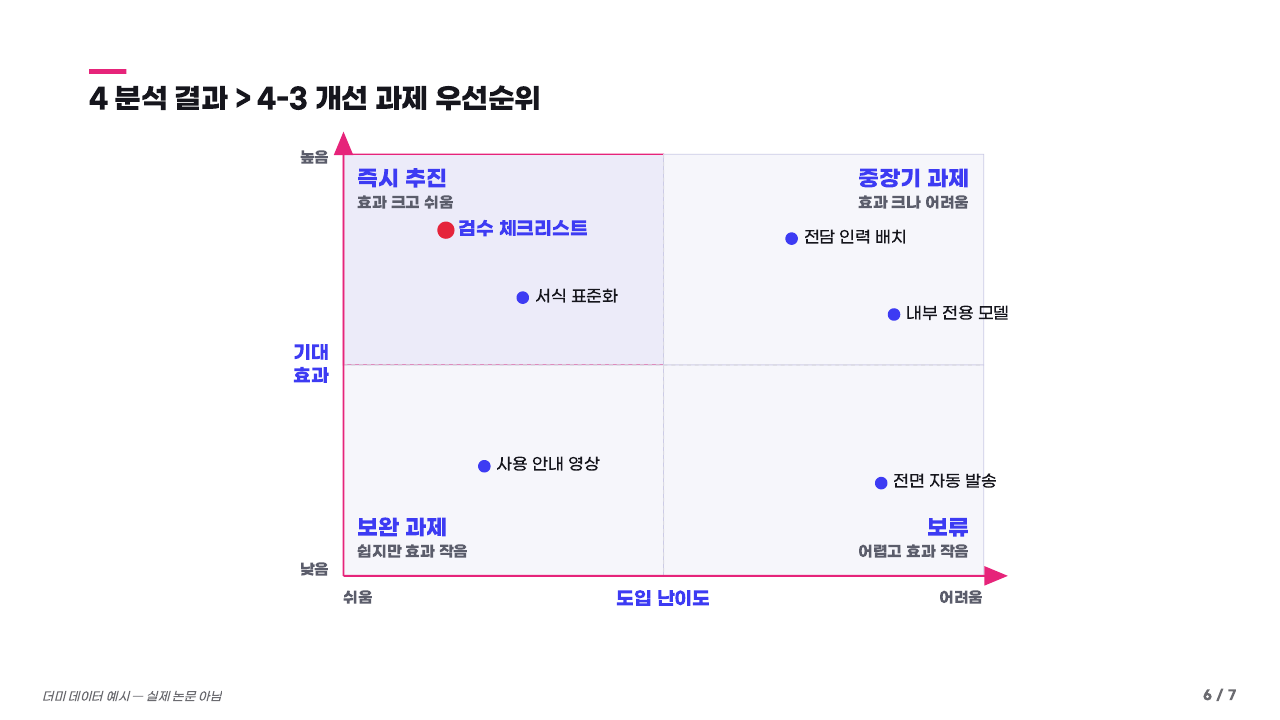 4 분석 결과 > 4-3 개선 과제 우선순위
높음
즉시 추진
효과 크고 쉬움
중장기 과제
효과 크나 어려움
검수 체크리스트
전담 인력 배치
서식 표준화
내부 전용 모델
기대
효과
사용 안내 영상
전면 자동 발송
보완 과제
쉽지만 효과 작음
보류
어렵고 효과 작음
낮음
쉬움
도입 난이도
어려움
더미 데이터 예시 — 실제 논문 아님
6 / 7